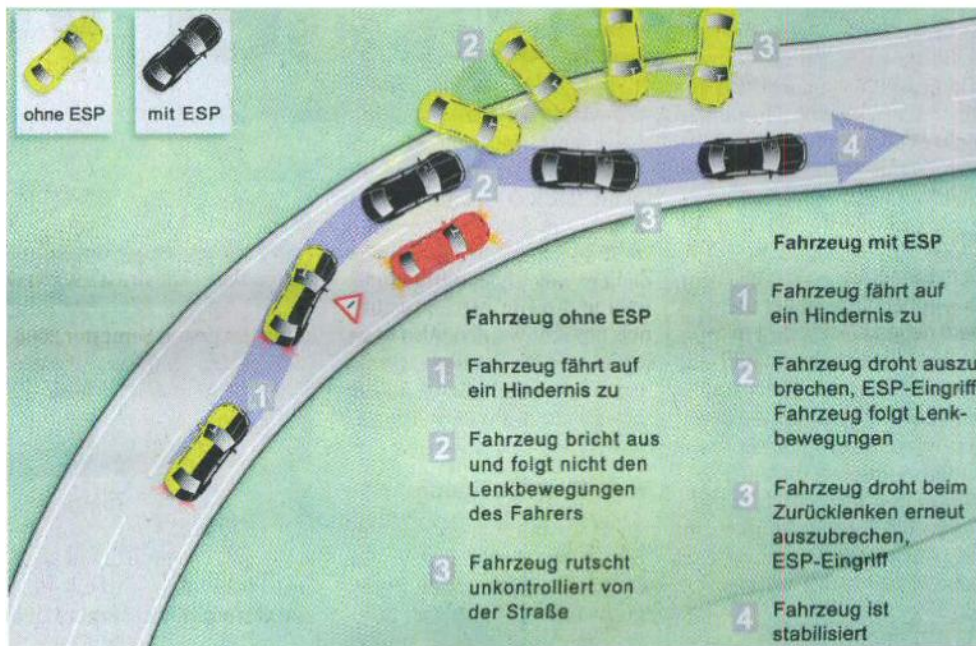 ohne ESP
mit ESP
2
3
4
2
3
1
Fahrzeug ohne ESP
1 Fahrzeug fährt auf
ein Hindernis zu
2 Fahrzeug bricht aus
und folgt nicht den
Lenkbewegungen
des Fahrers
3 Fahrzeug rutscht
unkontrolliert von
der Straße
Fahrzeug mit ESP
1 Fahrzeug fährt auf
ein Hindernis zu
2 Fahrzeug droht auszu
brechen, ESP-Eingriff
Fahrzeug folgt Lenk-
bewegungen
3 Fahrzeug droht beim
Zurücklenken erneut
auszubrechen,
ESP-Eingriff
4 Fahrzeug ist
stabilisiert